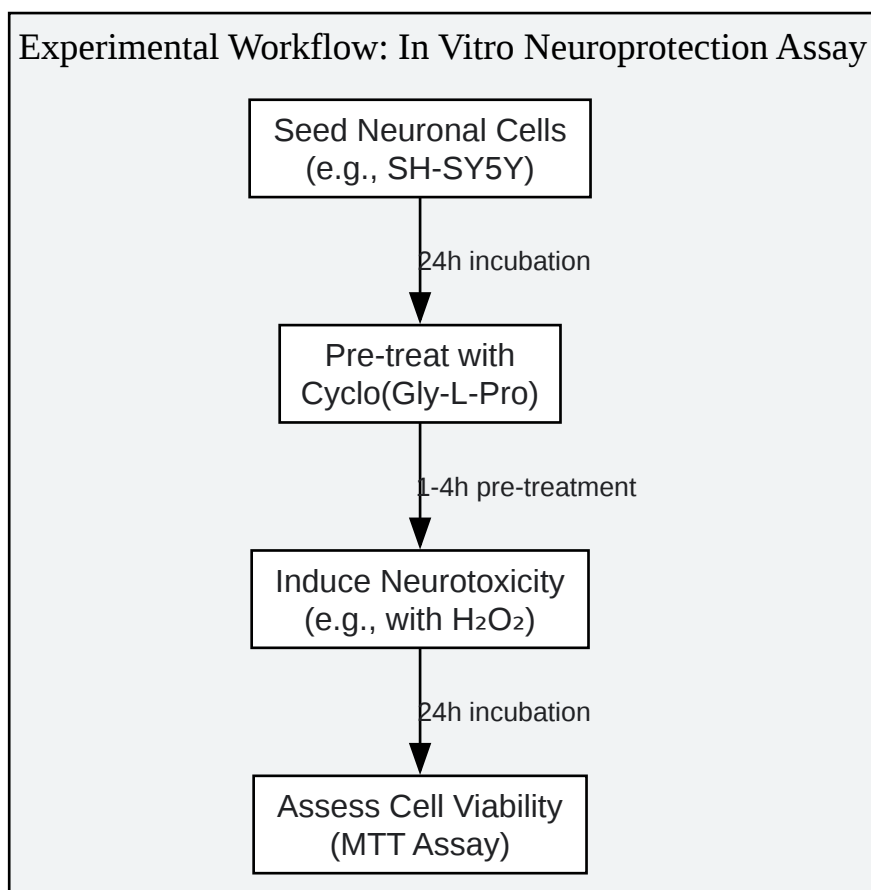 Experimental Workflow: In Vitro Neuroprotection Assay
Seed Neuronal Cells
(e.g., SH-SY5Y)
24h incubation
Pre-treat with
Cyclo(Gly-L-Pro)
1-4h pre-treatment
Induce Neurotoxicity
(e.g., with H₂O₂)
24h incubation
Assess Cell Viability
(MTT Assay)